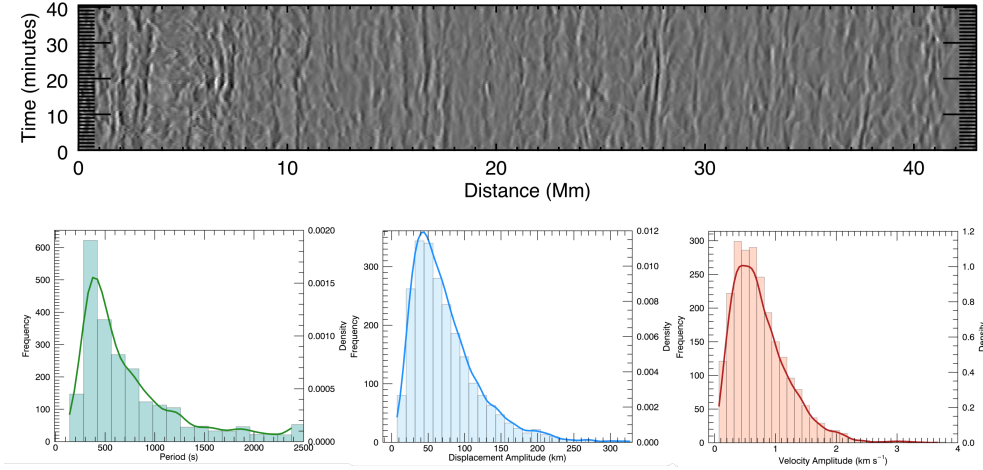 40
30
20
10
0
Time (minutes)
0 10 20 30 40
Distance (Mm)
600
500
400
300
200
100
0
Frequency
0 500 1000 1500 2000 2500
Period (s)
0.0020
0.0015
0.0010
0.0005
0.0000
Density
300
200
100
0
Frequency
0 50 100 150 200 250 300
Displacement Amplitude (km)
0.012
0.010
0.008
0.006
0.004
0.002
0.000
Density
300
250
200
150
100
50
0
Frequency
0 1 2 3 4
Velocity Amplitude (km s⁻¹)
1.2
1.0
0.8
0.6
0.4
0.2
0.0
Density